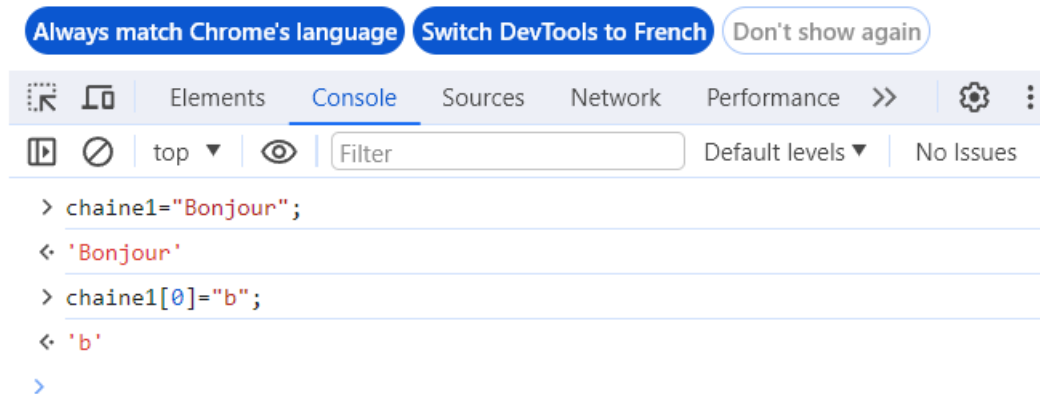 Always match Chrome's language Switch DevTools to French Don't show again
Elements Console Sources Network Performance
top Filter Default levels No Issues
> chaine1="Bonjour";
'Bonjour'
> chaine1[0]="b";
'b'
>